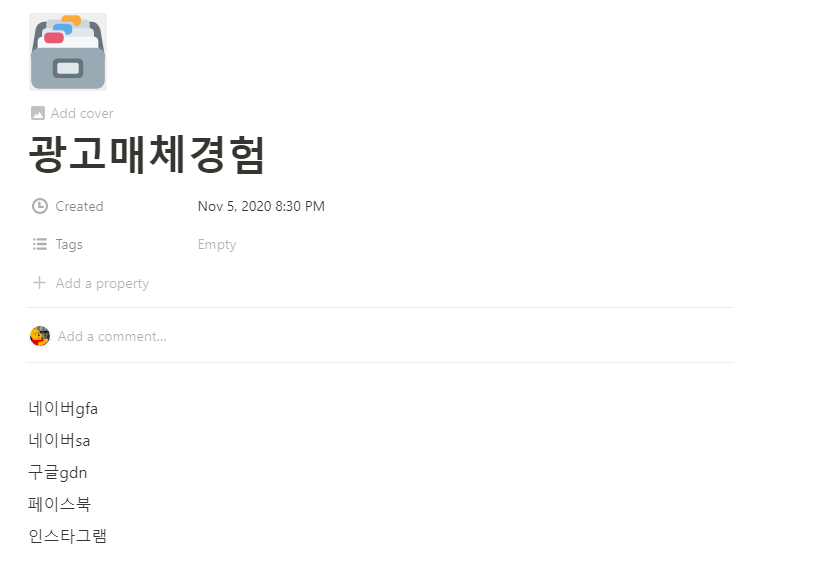 Add cover
광고매체경험
Created Nov 5, 2020 8:30 PM
Tags Empty
Add a property
Add a comment...
네이버gfa
네이버sa
구글gdn
페이스북
인스타그램